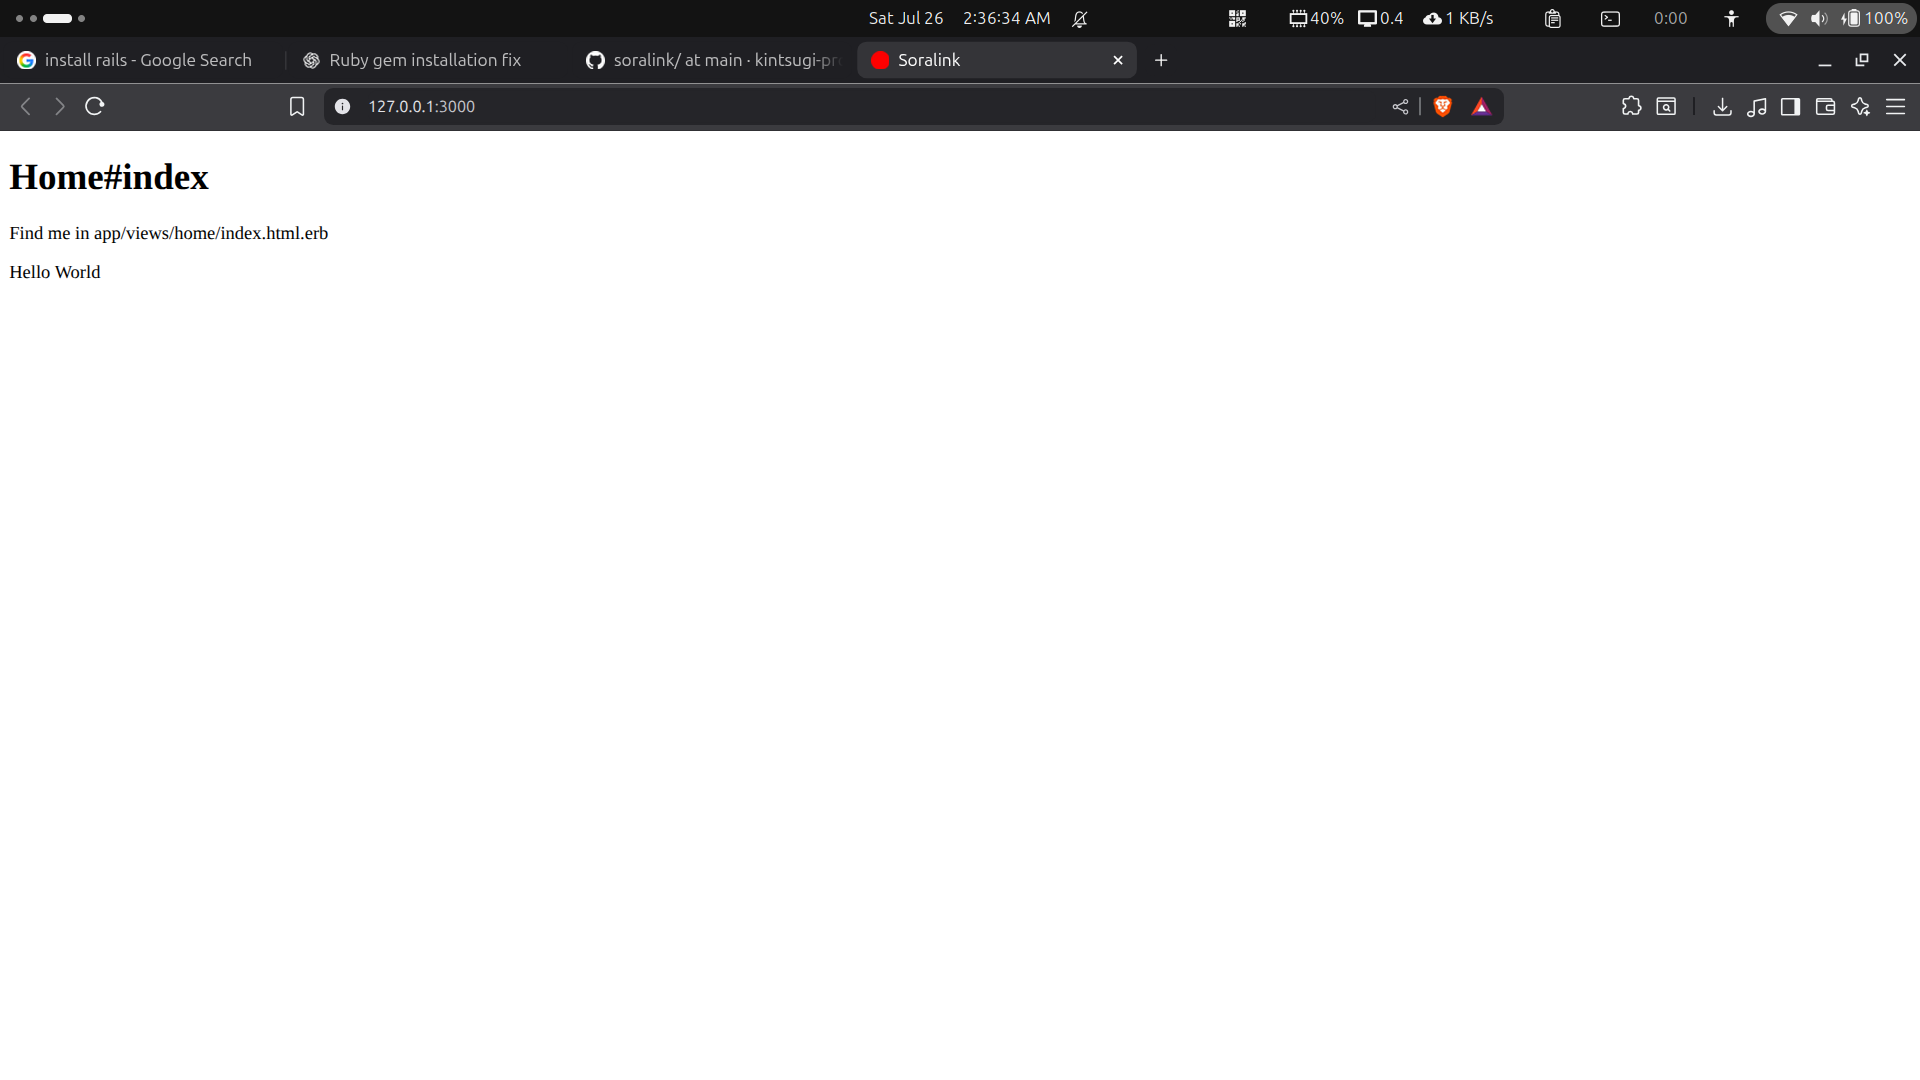 Sat Jul 26 2:36:34 AM 40% 0.4 1 KB/s 0:00 100%
install rails - Google Search Ruby gem installation fix soralink/ at main · kintsugi-pro Soralink
127.0.0.1:3000
Home#index
Find me in app/views/home/index.html.erb
Hello World